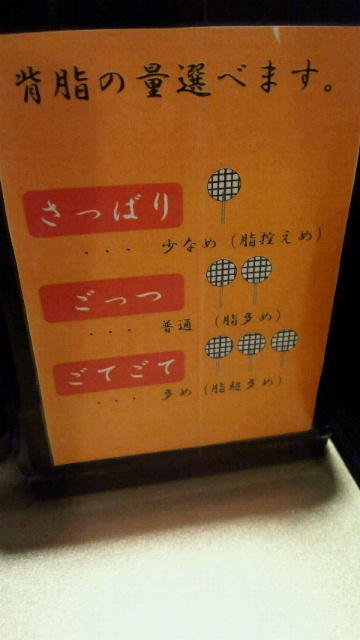 背脂の量選べます。
さっぱり
... 少なめ (脂控えめ)
ごっつ
... 普通 (脂多め)
ごてごて
... 多め (脂超多め)